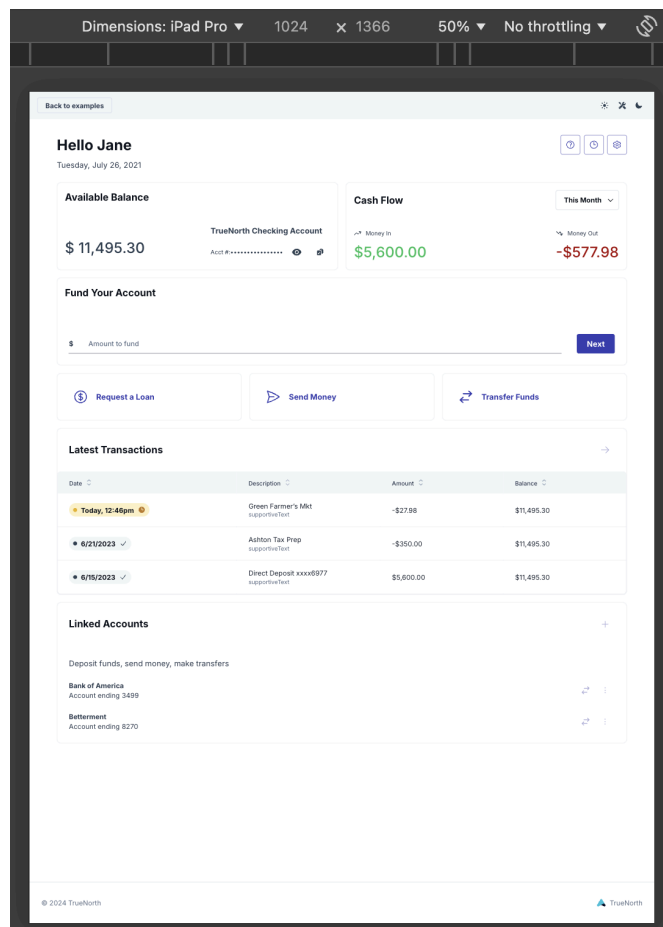 Dimensions: iPad Pro ▼ 1024 × 1366 50% ▼ No throttling ▼
Back to examples
Hello Jane
Tuesday, July 26, 2021
Available Balance
TrueNorth Checking Account
$ 11,495.30
Acct #:••••••••••••••••
Cash Flow
This Month
Money In
Money Out
$5,600.00
-$577.98
Fund Your Account
$ Amount to fund
Next
Request a Loan
Send Money
Transfer Funds
Latest Transactions
Date Description Amount Balance
Today, 12:46pm Green Farmer's Mkt -$27.98 $11,495.30
supportiveText
6/21/2023 Ashton Tax Prep -$350.00 $11,495.30
supportiveText
6/15/2023 Direct Deposit xxxx6977 $5,600.00 $11,495.30
supportiveText
Linked Accounts
Deposit funds, send money, make transfers
Bank of America
Account ending 3499
Betterment
Account ending 8270
© 2024 TrueNorth
TrueNorth